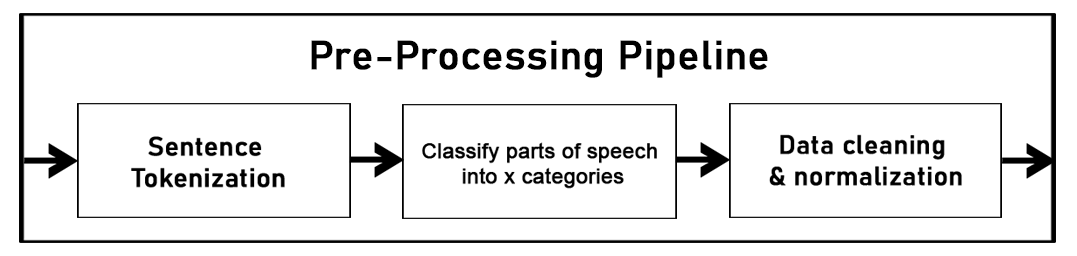 Pre-Processing Pipeline
Sentence
Tokenization
Classify parts of speech
into x categories
Data cleaning
& normalization